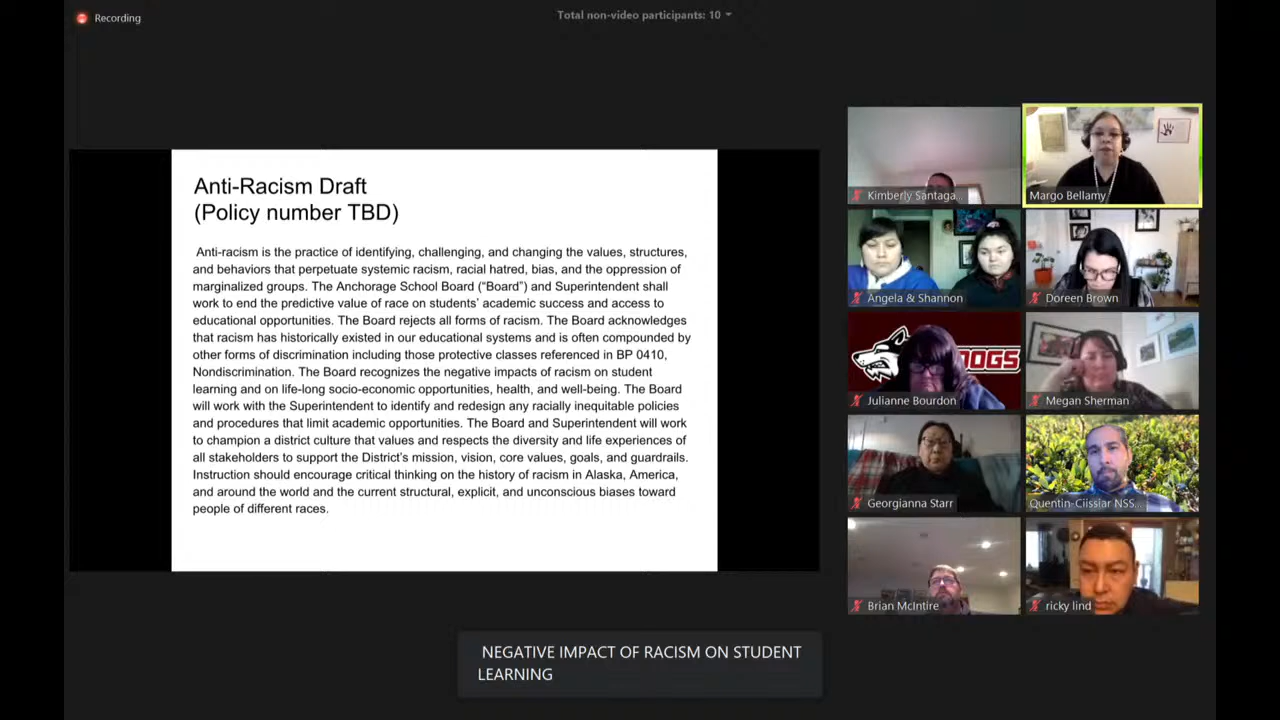 Recording
Total non-video participants: 10
Anti-Racism Draft
(Policy number TBD)
Anti-racism is the practice of identifying, challenging, and changing the values, structures,
and behaviors that perpetuate systemic racism, racial hatred, bias, and the oppression of
marginalized groups. The Anchorage School Board (“Board”) and Superintendent shall
work to end the predictive value of race on students’ academic success and access to
educational opportunities. The Board rejects all forms of racism. The Board acknowledges
that racism has historically existed in our educational systems and is often compounded by
other forms of discrimination including those protective classes referenced in BP 0410,
Nondiscrimination. The Board recognizes the negative impacts of racism on student
learning and on life-long socio-economic opportunities, health, and well-being. The Board
will work with the Superintendent to identify and redesign any racially inequitable policies
and procedures that limit academic opportunities. The Board and Superintendent will work
to champion a district culture that values and respects the diversity and life experiences of
all stakeholders to support the District’s mission, vision, core values, goals, and guardrails.
Instruction should encourage critical thinking on the history of racism in Alaska, America,
and around the world and the current structural, explicit, and unconscious biases toward
people of different races.
Kimberly Santaga...
Margo Bellamy
Angela & Shannon
Doreen Brown
DOGS
Julianne Bourdon
Megan Sherman
Georgianna Starr
Quentin-Ciissiar NSS...
Brian McIntire
ricky lind
NEGATIVE IMPACT OF RACISM ON STUDENT
LEARNING